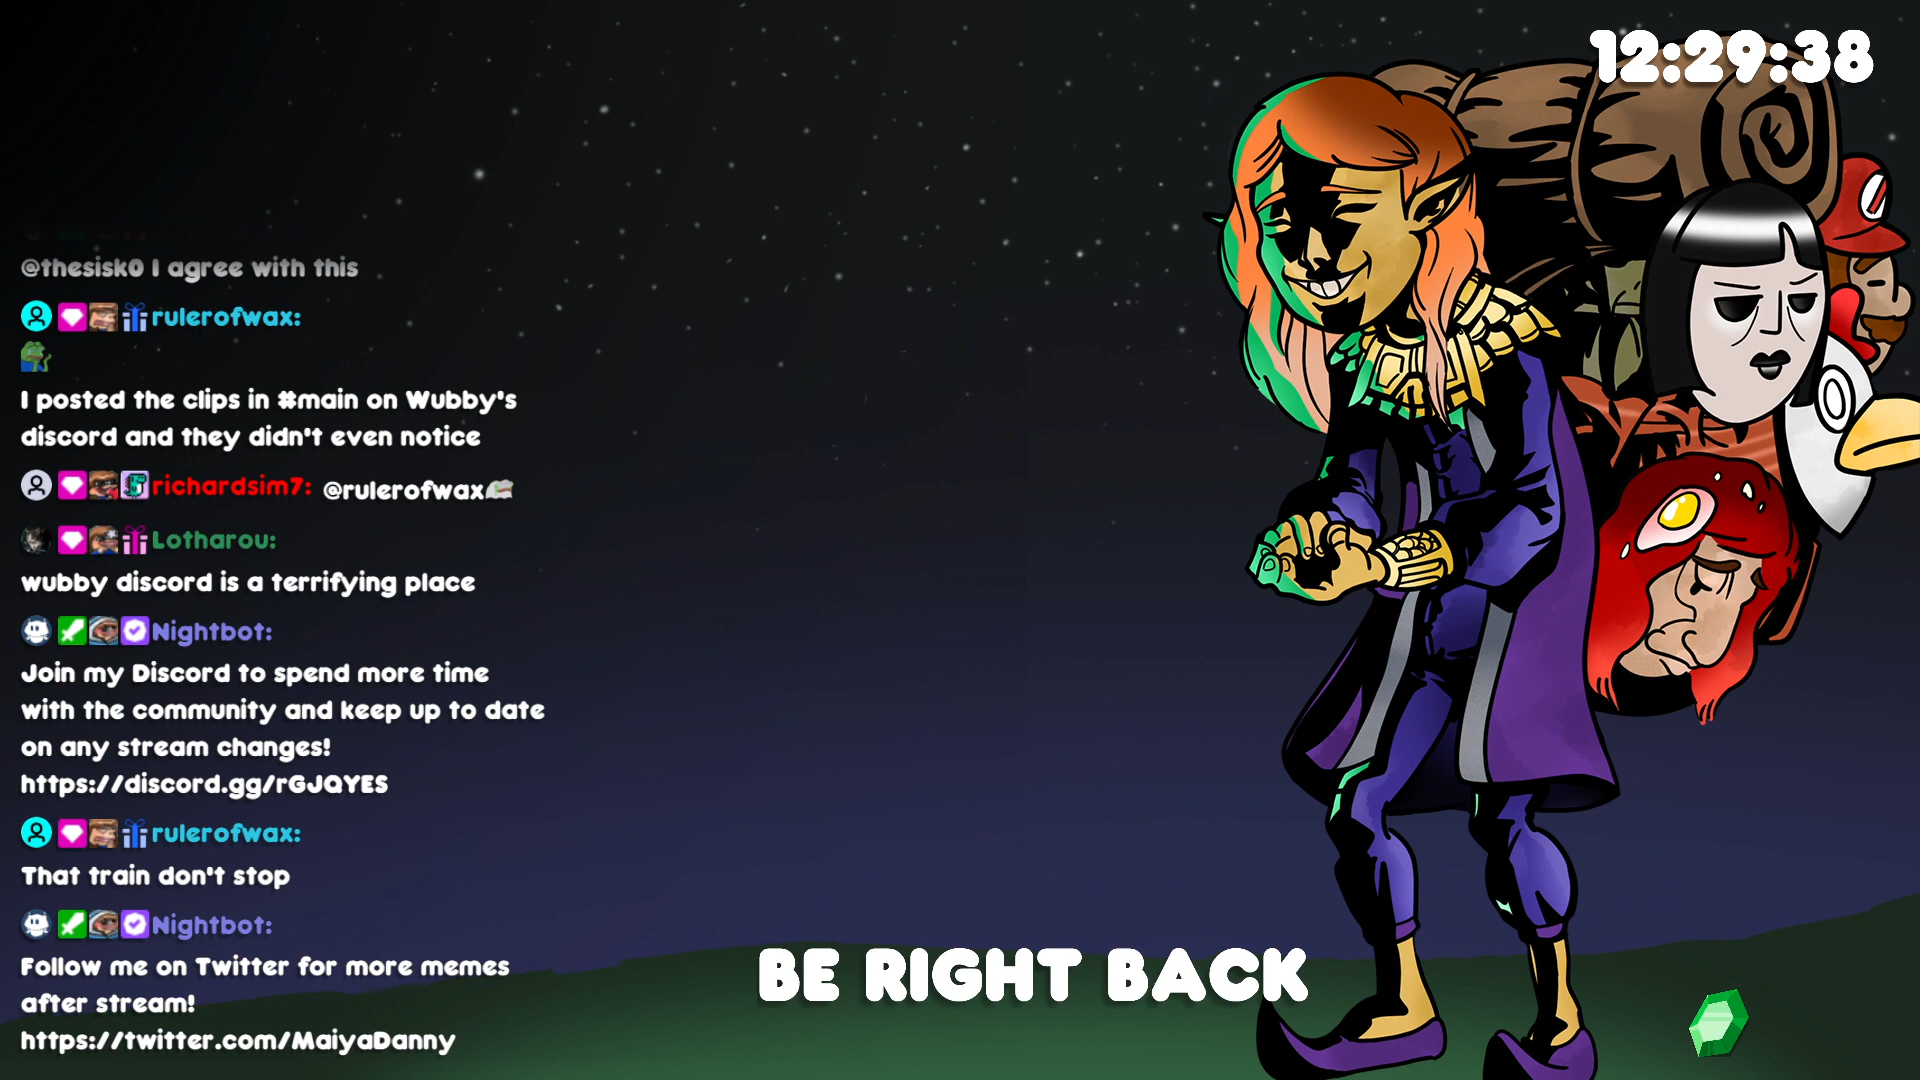 12:29:38
@thesisk0 I agree with this
rulerofwax:
I posted the clips in #main on Wubby's
discord and they didn't even notice
richardsim7: @rulerofwax
Lotharou:
wubby discord is a terrifying place
Nightbot:
Join my Discord to spend more time
with the community and keep up to date
on any stream changes!
https://discord.gg/rGJQYES
rulerofwax:
That train don't stop
Nightbot:
Follow me on Twitter for more memes
after stream!
https://twitter.com/MaiyaDanny
BE RIGHT BACK